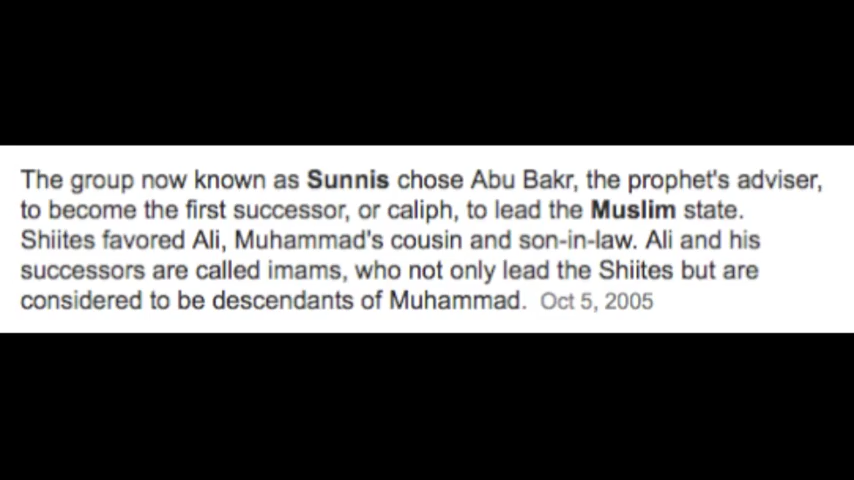 The group now known as Sunnis chose Abu Bakr, the prophet's adviser,
to become the first successor, or caliph, to lead the Muslim state.
Shiites favored Ali, Muhammad's cousin and son-in-law. Ali and his
successors are called imams, who not only lead the Shiites but are
considered to be descendants of Muhammad. Oct 5, 2005